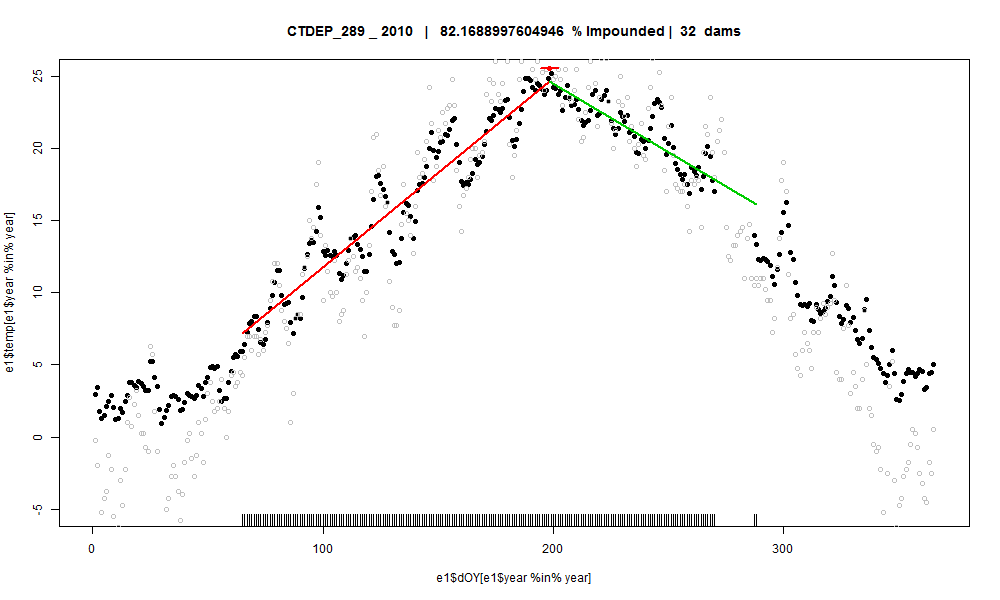 CTDEP_289 _ 2010 | 82.1688997604946 % Impounded | 32 dams
e1$temp[e1$year %in% year]
25
20
15
10
5
0
-5
0 100 200 300
e1$dOY[e1$year %in% year]